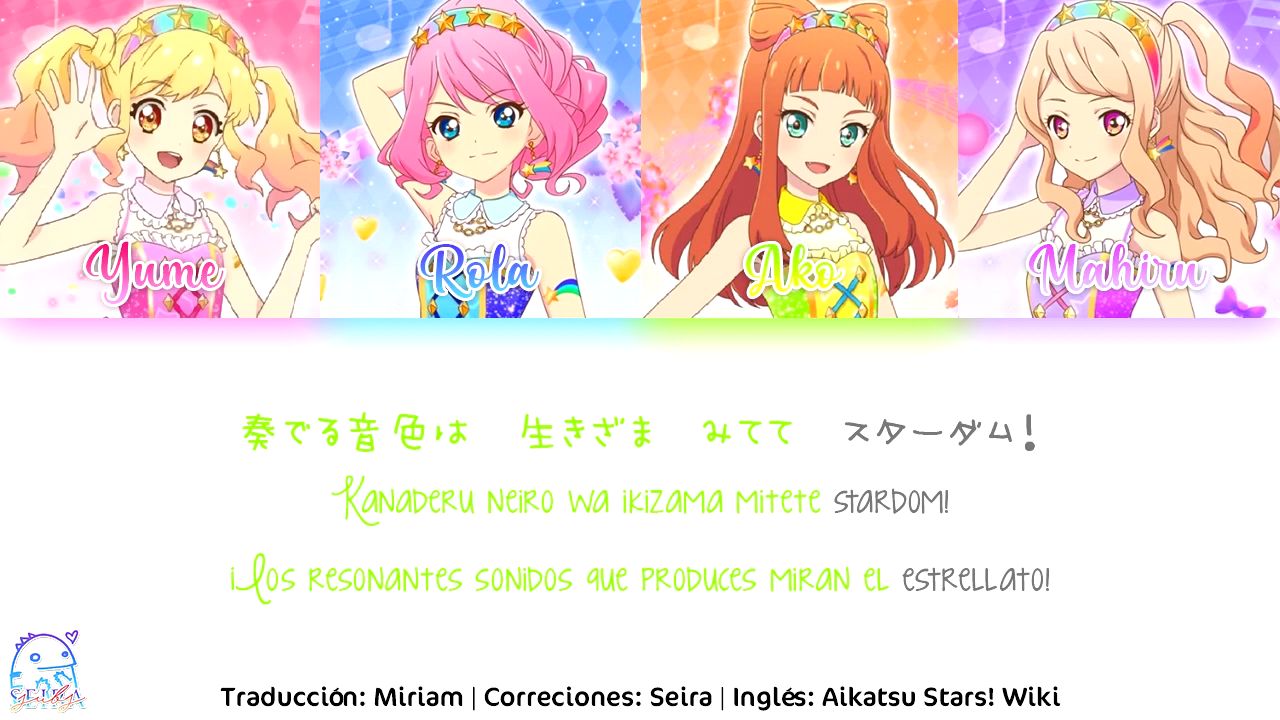 Yume Rola Ako Mahiru
奏でる音色は 生きざま みてて スターダム!
Kanaderu neiro wa ikizama mitete stardom!
¡Los resonantes sonidos que produces miran el estrellato!
SEIRA
Traducción: Miriam | Correciones: Seira | Inglés: Aikatsu Stars! Wiki